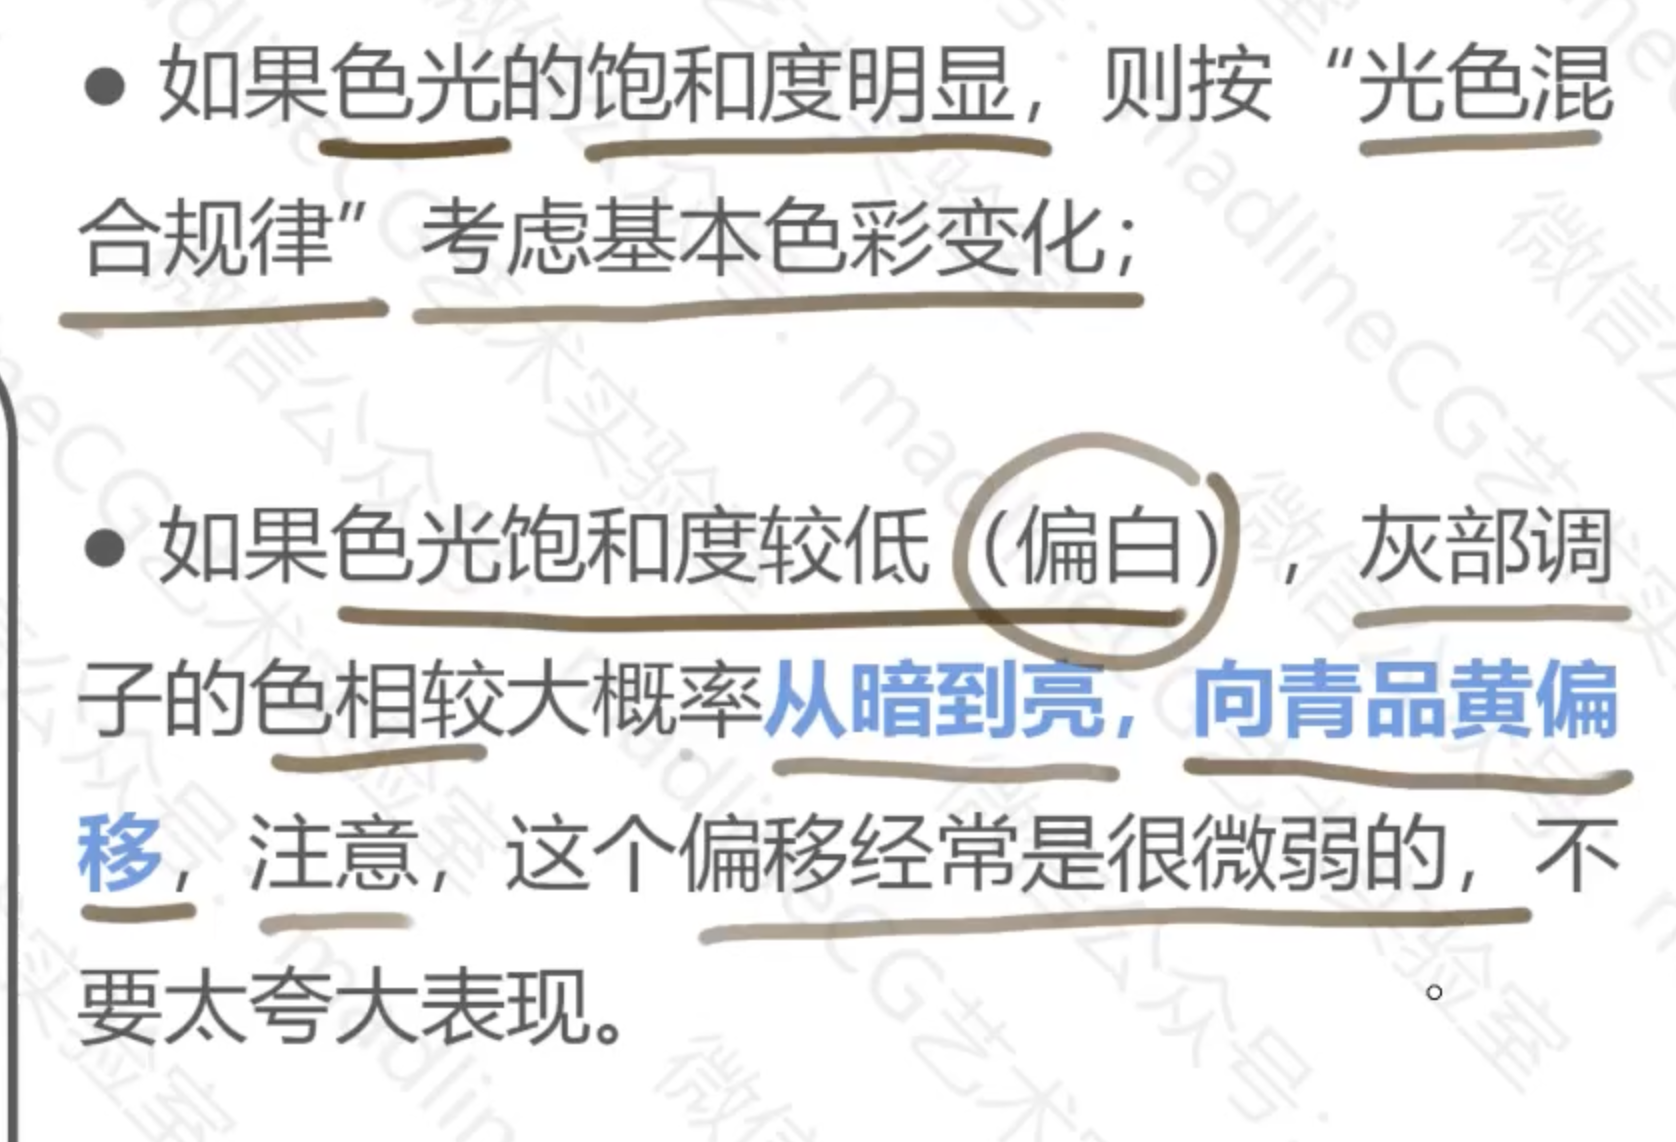 • 如果色光的饱和度明显，则按“光色混
合规律”考虑基本色彩变化；
• 如果色光饱和度较低（偏白），灰部调
子的色相较大概率从暗到亮，向青品黄偏
移，注意，这个偏移经常是很微弱的，不
要太夸大表现。